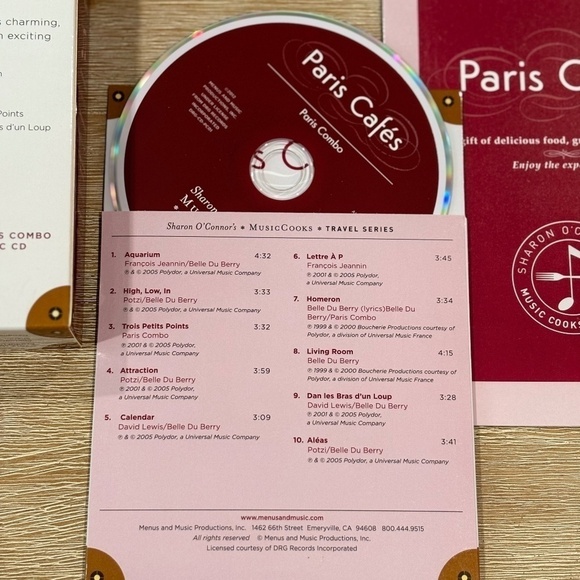 s charming,
n exciting
n
Points
s d'un Loup
S COMBO
C CD
Paris Cafés
Paris Combo
Sharon
Paris C
gift of delicious food, g
Enjoy the exp
SHARON O'CO
MUSIC COOKS
Sharon O'Connor's * MUSICCOOKS * TRAVEL SERIES
1. Aquarium 4:32
François Jeannin/Belle Du Berry
℗ & © 2005 Polydor, a Universal Music Company
2. High, Low, In 3:33
Potzi/Belle Du Berry
℗ & © 2005 Polydor,
a Universal Music Company
3. Trois Petits Points 3:32
Paris Combo
℗ 2001 & © 2005 Polydor,
a Universal Music Company
4. Attraction 3:59
Potzi/Belle Du Berry
℗ 2001 & © 2005 Polydor,
a Universal Music Company
5. Calendar 3:09
David Lewis/Belle Du Berry
℗ & © 2005 Polydor, a Universal Music Company
6. Lettre À P 3:45
François Jeannin
℗ 2001 & © 2005 Polydor,
a Universal Music Company
7. Homeron 3:34
Belle Du Berry (lyrics)Belle Du
Berry/Paris Combo
℗ 1999 & © 2000 Boucherie Productions courtesy of
Polydor, a division of Universal Music France
8. Living Room 4:15
Belle Du Berry
℗ 1999 & © 2000 Boucherie Productions courtesy of
Polydor, a division of Universal Music France
9. Dan les Bras d'un Loup 3:28
David Lewis/Belle Du Berry
℗ 2001 & © 2005 Polydor,
a Universal Music Company
10. Aléas 3:41
Potzi/Belle Du Berry
℗ & © 2005 Polydor, a Universal Music Company
www.menusandmusic.com
Menus and Music Productions, Inc. 1462 66th Street Emeryville, CA 94608 800.444.9515
All rights reserved © Menus and Music Productions, Inc.
Licensed courtesy of DRG Records Incorporated